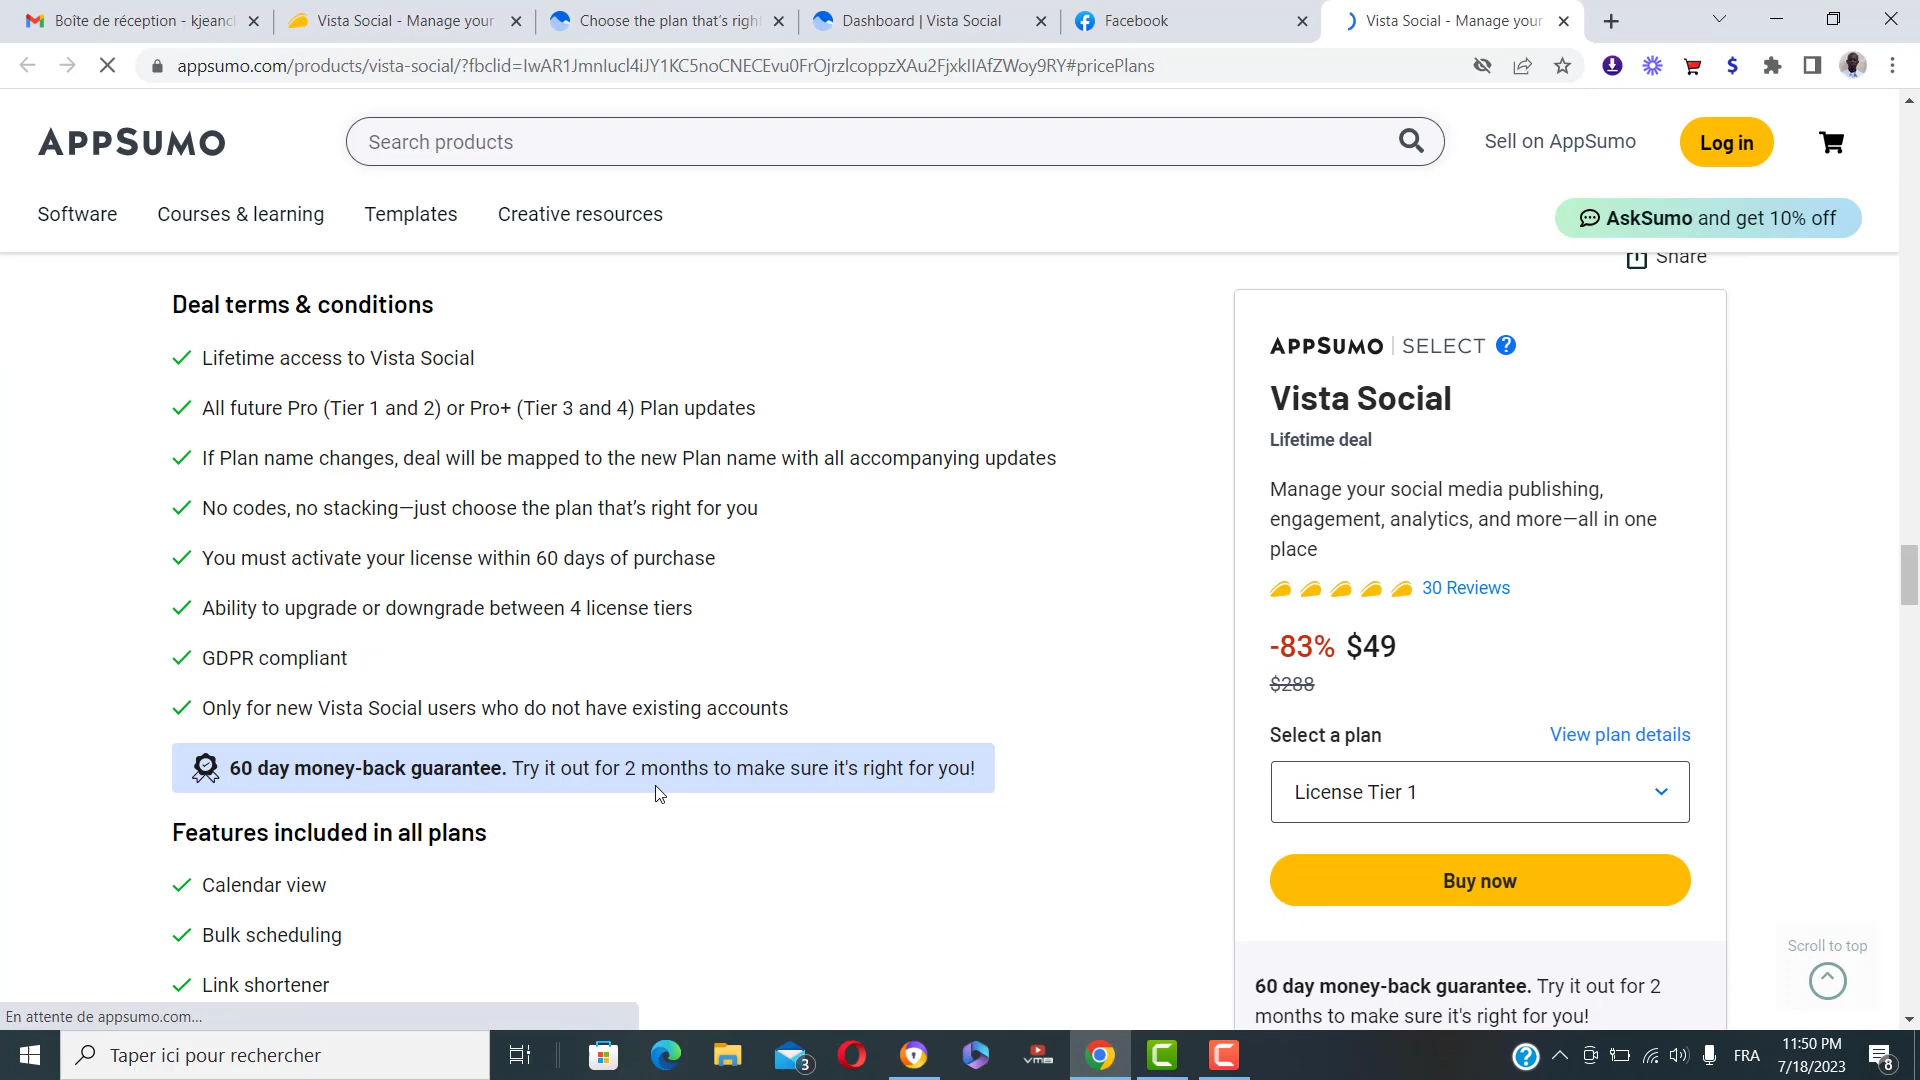 Boîte de réception - kjeancl
Vista Social - Manage your
Choose the plan that's righ
Dashboard | Vista Social
Facebook
Vista Social - Manage your
appsumo.com/products/vista-social/?fbclid=IwAR1JmnIucl4iJY1KC5noCNECEvu0FrOjrzlcoppzXAu2FjxkIIAfZWoy9RY#pricePlans
APPSUMO
Search products
Sell on AppSumo
Log in
Software
Courses & learning
Templates
Creative resources
AskSumo and get 10% off
Share
Deal terms & conditions
Lifetime access to Vista Social
All future Pro (Tier 1 and 2) or Pro+ (Tier 3 and 4) Plan updates
If Plan name changes, deal will be mapped to the new Plan name with all accompanying updates
No codes, no stacking—just choose the plan that's right for you
You must activate your license within 60 days of purchase
Ability to upgrade or downgrade between 4 license tiers
GDPR compliant
Only for new Vista Social users who do not have existing accounts
60 day money-back guarantee. Try it out for 2 months to make sure it's right for you!
Features included in all plans
Calendar view
Bulk scheduling
Link shortener
APPSUMO | SELECT ?
Vista Social
Lifetime deal
Manage your social media publishing,
engagement, analytics, and more—all in one
place
30 Reviews
-83% $49
$288
Select a plan
View plan details
License Tier 1
Buy now
60 day money-back guarantee. Try it out for 2
months to make sure it's right for you!
Scroll to top
En attente de appsumo.com...
Taper ici pour rechercher
3
VMB
FRA
11:50 PM
7/18/2023
8